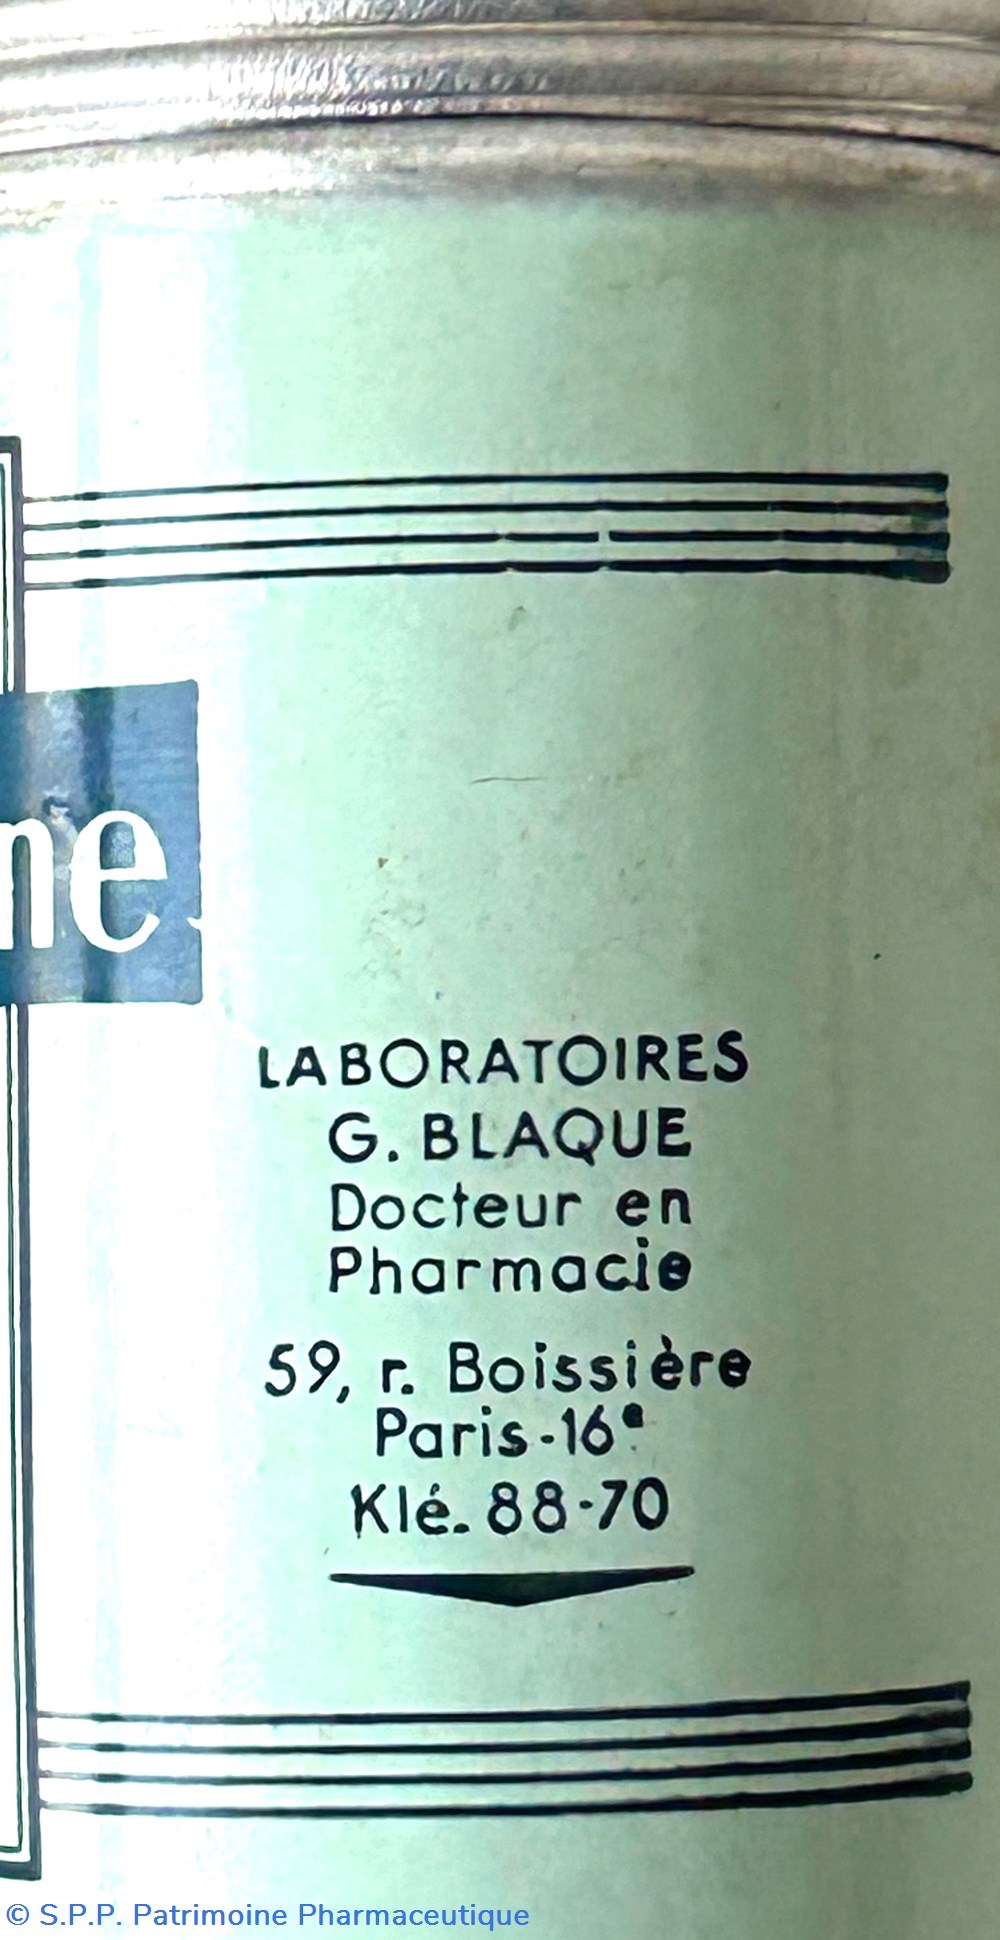 ne
LABORATOIRES
G. BLAQUE
Docteur en
Pharmacie
59, r. Boissière
Paris-16e
Klé. 88-70
© S.P.P. Patrimoine Pharmaceutique